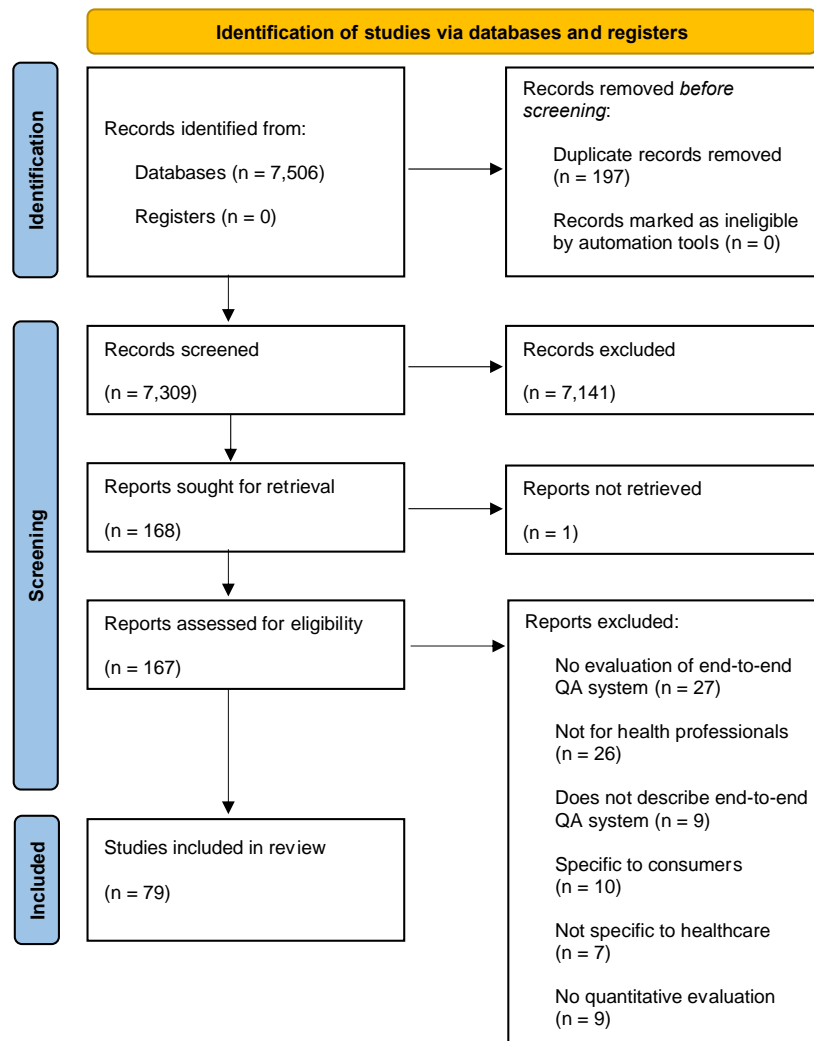 Identification of studies via databases and registers
Identification
Records identified from:
Databases (n = 7,506)
Registers (n = 0)
Records removed before
screening:
Duplicate records removed
(n = 197)
Records marked as ineligible
by automation tools (n = 0)
Screening
Records screened
(n = 7,309)
Records excluded
(n = 7,141)
Reports sought for retrieval
(n = 168)
Reports not retrieved
(n = 1)
Reports assessed for eligibility
(n = 167)
Reports excluded:
No evaluation of end-to-end
QA system (n = 27)
Not for health professionals
(n = 26)
Does not describe end-to-end
QA system (n = 9)
Specific to consumers
(n = 10)
Not specific to healthcare
(n = 7)
No quantitative evaluation
(n = 9)
Included
Studies included in review
(n = 79)